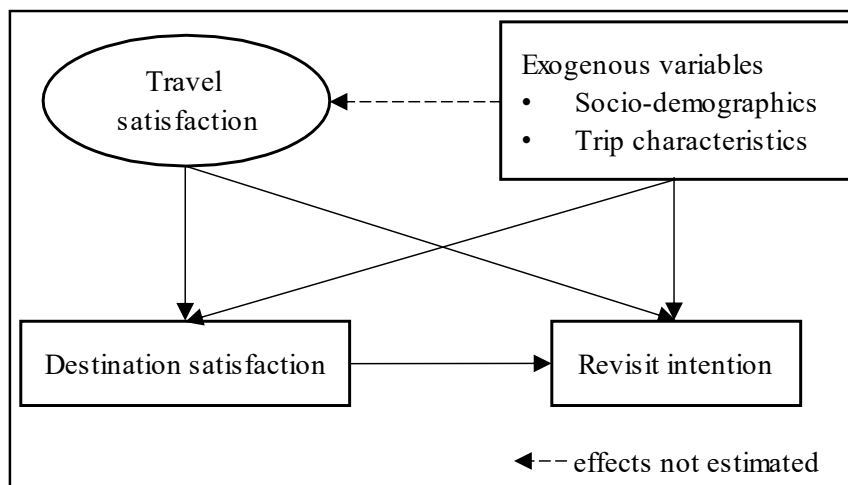 Travel
satisfaction
Exogenous variables
• Socio-demographics
• Trip characteristics
Destination satisfaction
Revisit intention
effects not estimated